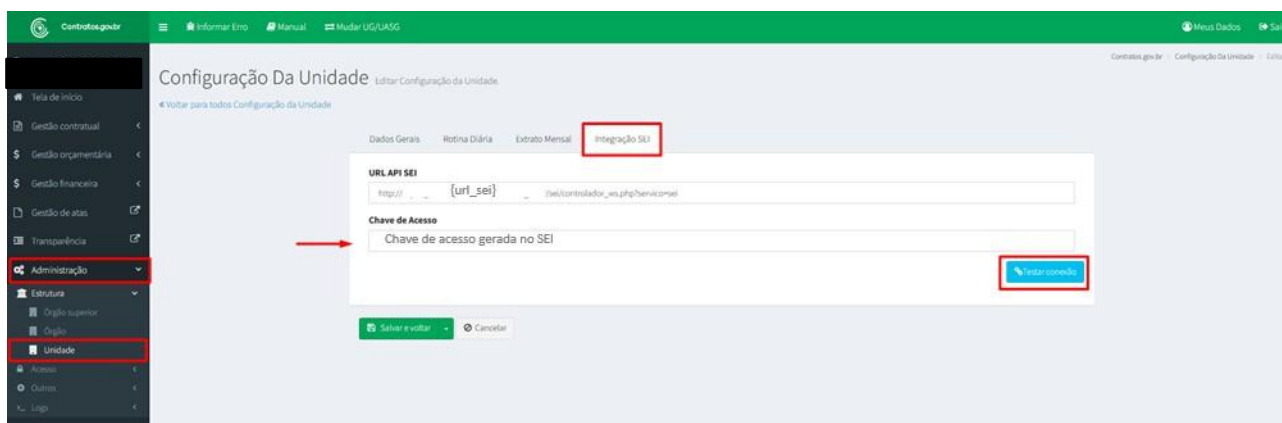 Contratos.gov.br
Informar Erro
Manual
Mudar UG/UASG
Meus Dados
Sai
Contratos.gov.br
Configuração Da Unidade
Edita
Configuração Da Unidade Editar Configuração da Unidade.
Voltar para todos Configuração da Unidade
Tela de início
Gestão contratual
Gestão orçamentária
Gestão financeira
Gestão de atas
Transparência
Administração
Estrutura
Órgão superior
Órgão
Unidade
Acesso
Outros
Logs
Dados Gerais
Rotina Diária
Extrato Mensal
Integração SEI
URL API SEI
http:// {url_sei} /sei/controlador_ws.php?servico=sei
Chave de Acesso
Chave de acesso gerada no SEI
Testar conexão
Salvar e voltar
Cancelar